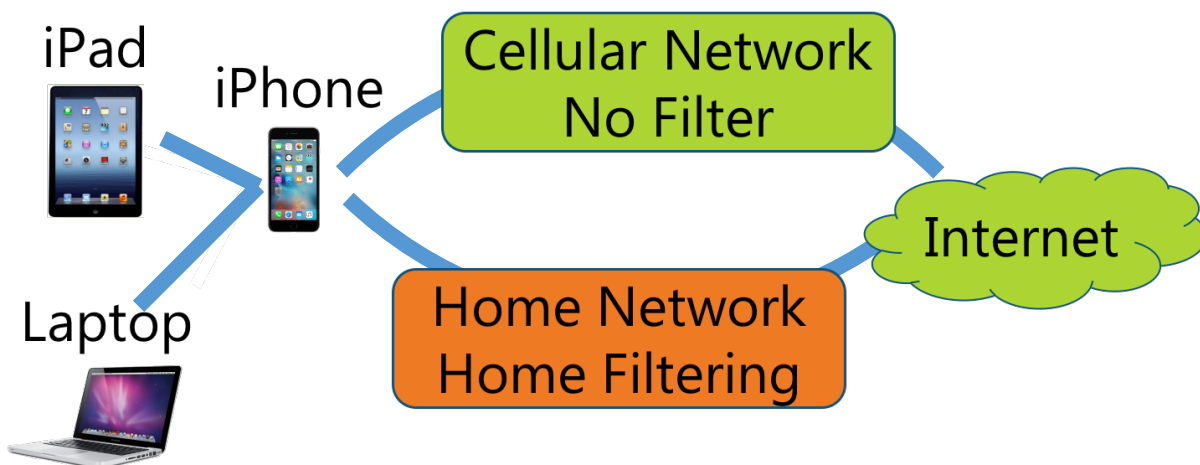 iPad
iPhone
Cellular Network
No Filter
Internet
Laptop
Home Network
Home Filtering